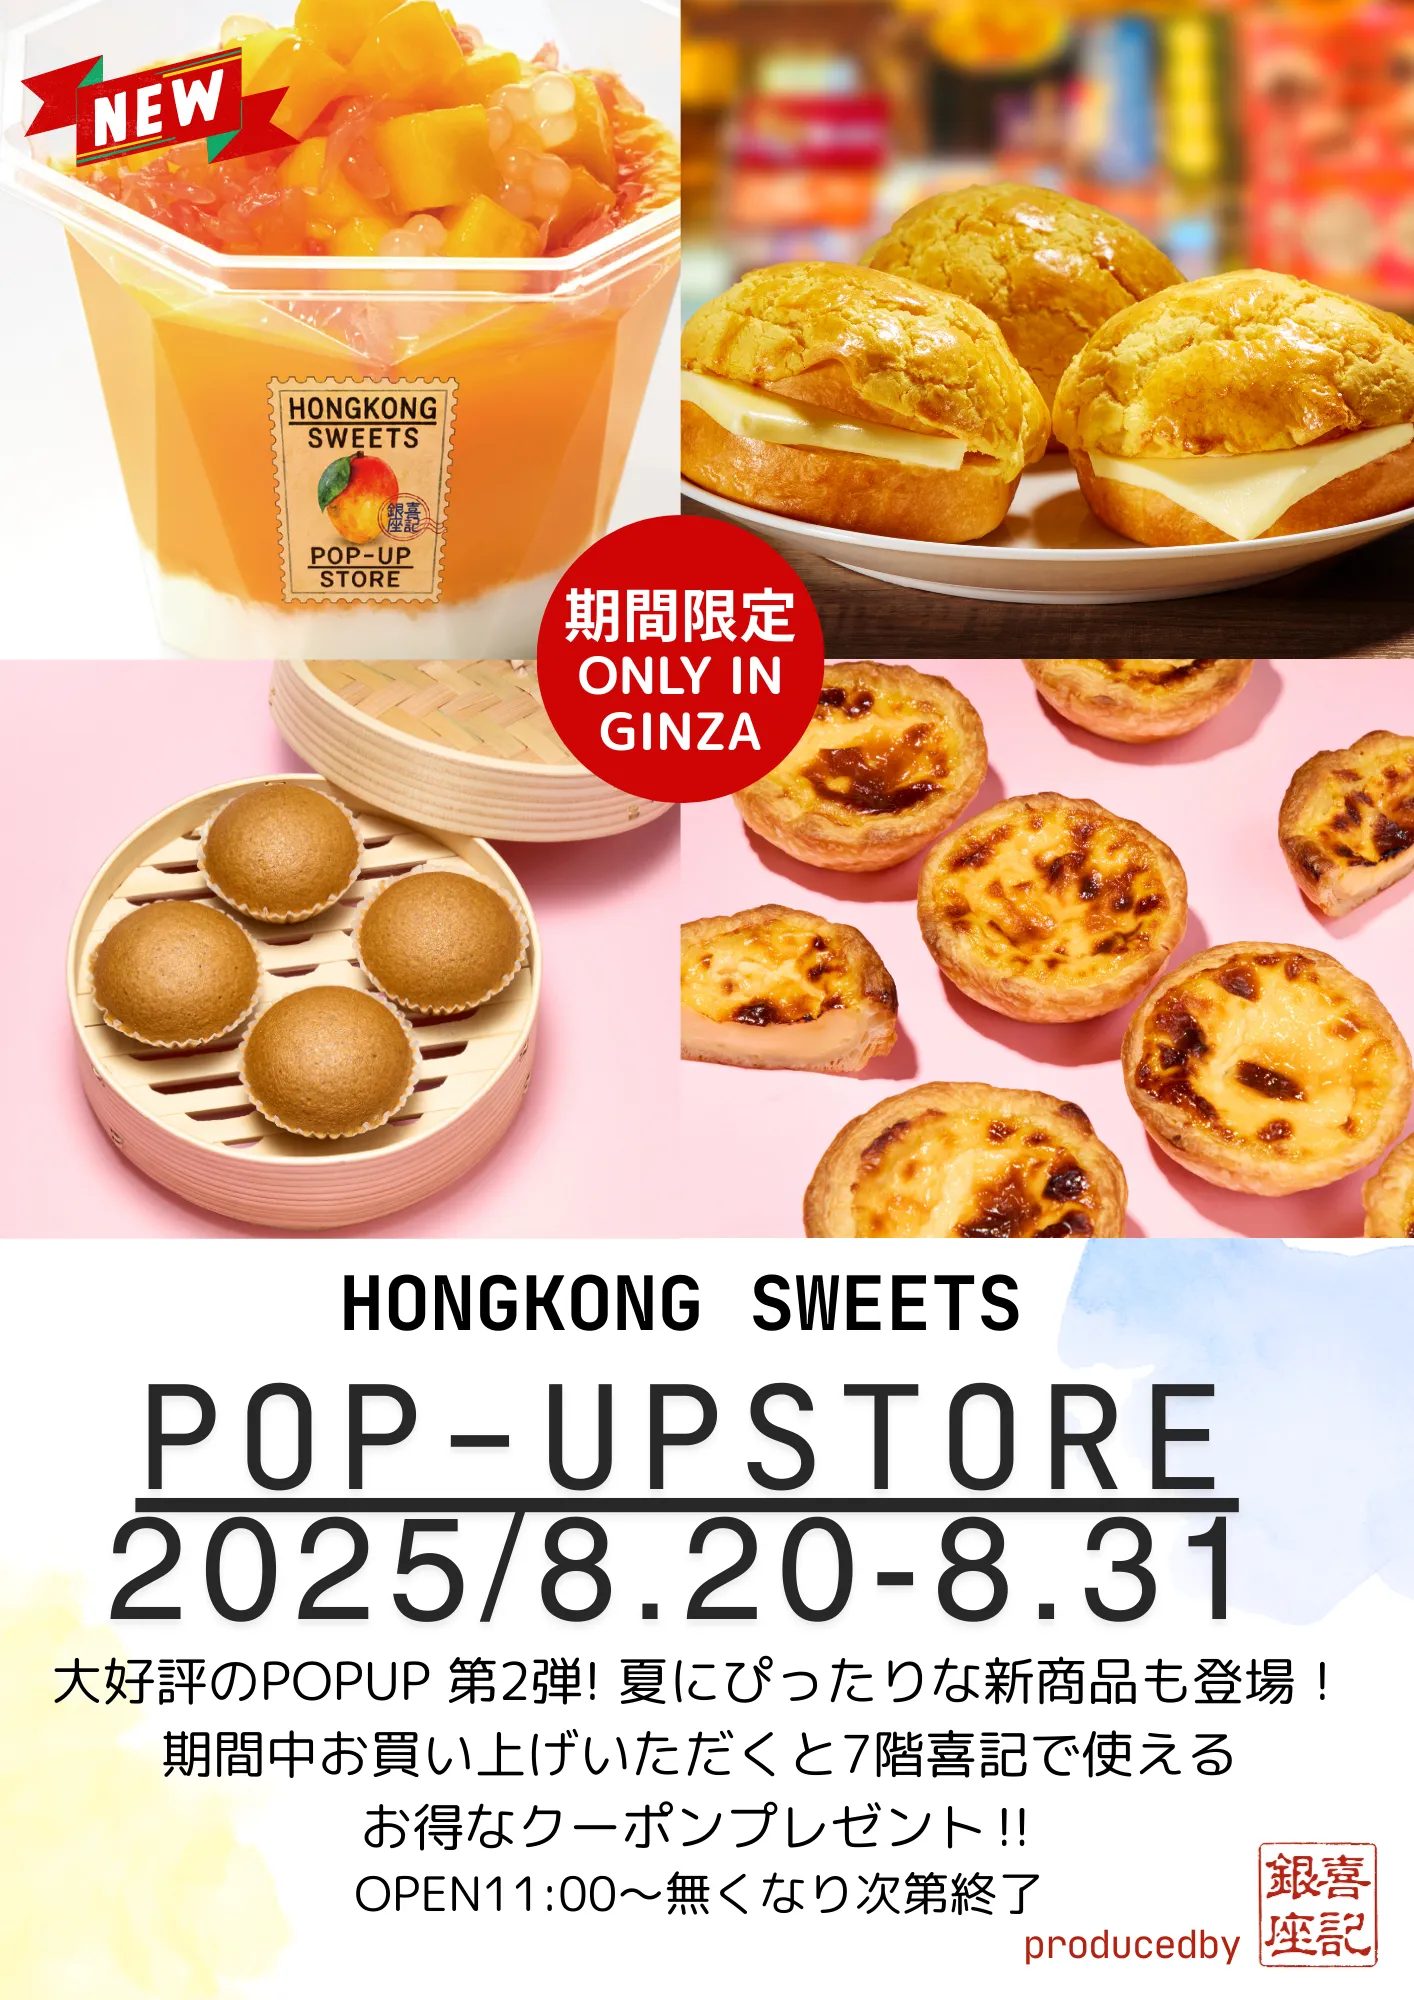 NEW
HONGKONG
SWEETS
銀座 喜記
POP-UP
STORE
期間限定
ONLY IN
GINZA
HONGKONG SWEETS
POP-UPSTORE
2025/8.20-8.31
大好評のPOPUP 第2弾! 夏にぴったりな新商品も登場！
期間中お買い上げいただくと7階喜記で使える
お得なクーポンプレゼント!!
OPEN11:00～無くなり次第終了
producedby
銀座 喜記